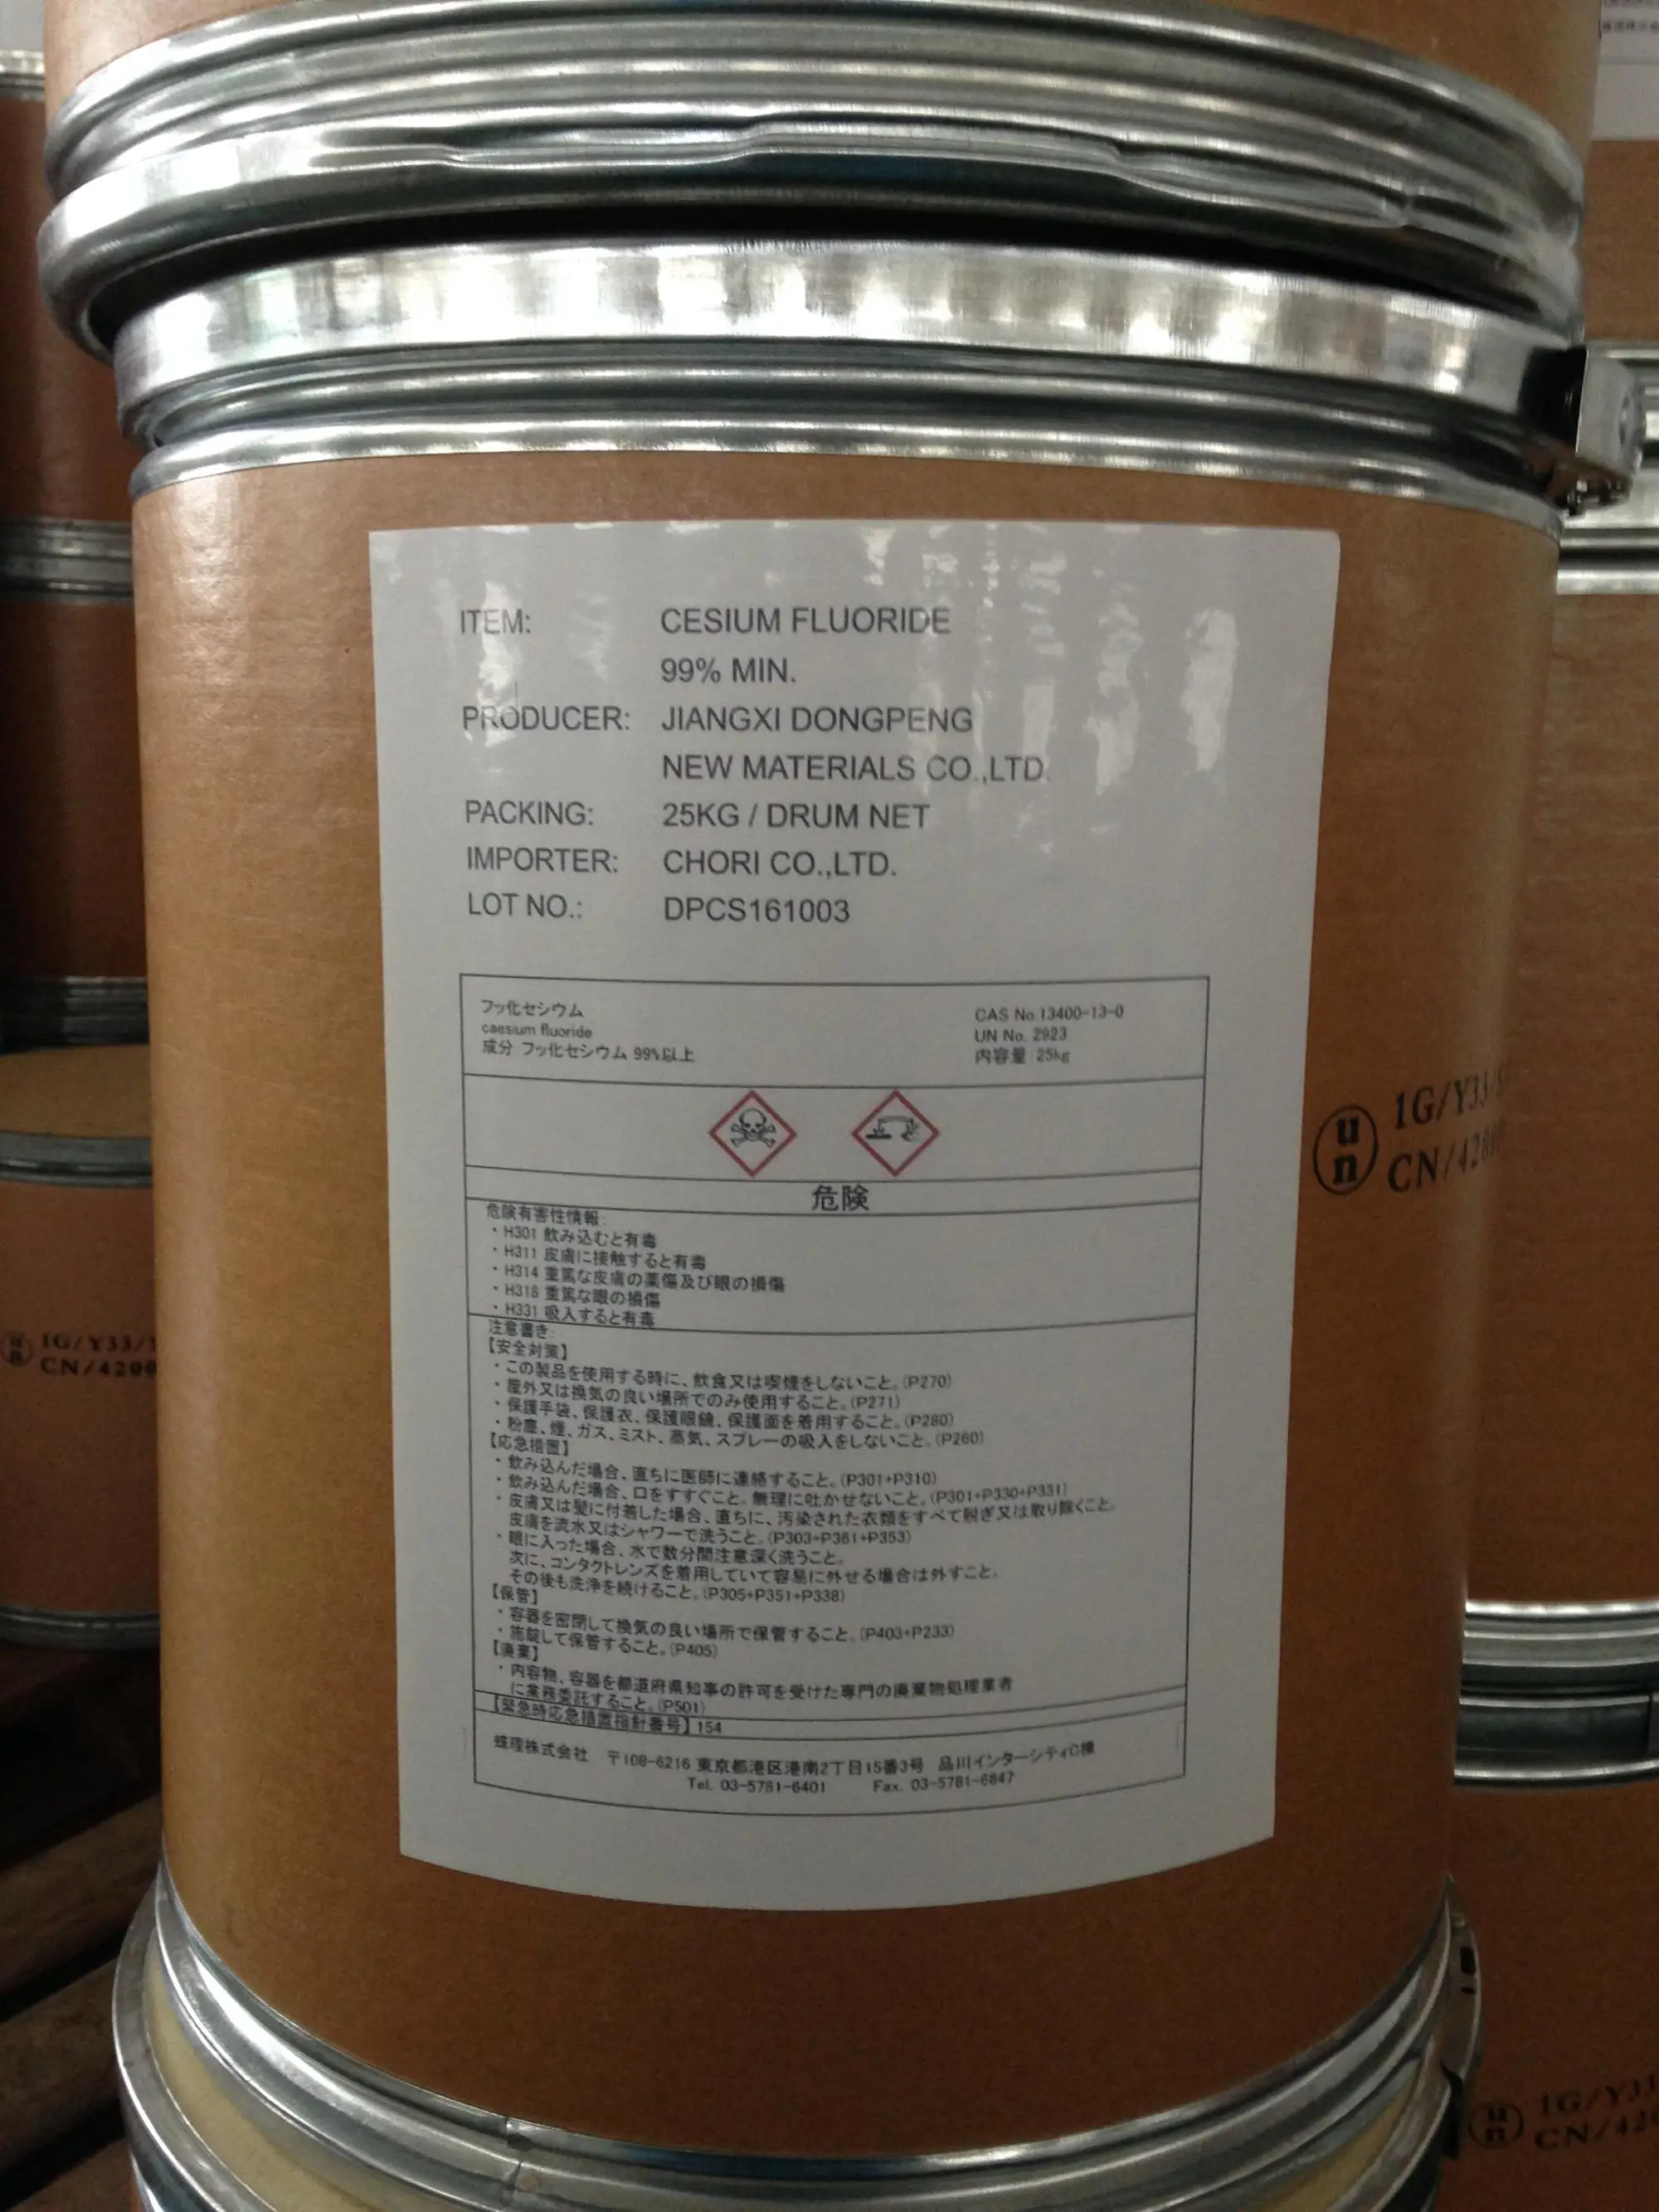 ITEM: CESIUM FLUORIDE
99% MIN.
PRODUCER: JIANGXI DONGPENG
NEW MATERIALS CO.,LTD.
PACKING: 25KG / DRUM NET
IMPORTER: CHORI CO.,LTD.
LOT NO.: DPCS161003
フッ化セシウム CAS No.13400-13-0
caesium fluoride UN No. 2923
成分 フッ化セシウム 99%以上 内容量 25kg
危険
危険有害性情報:
・H301 飲み込むと有毒
・H311 皮膚に接触すると有毒
・H314 重篤な皮膚の薬傷及び眼の損傷
・H318 重篤な眼の損傷
・H331 吸入すると有毒
注意書き:
【安全対策】
・この製品を使用する時に、飲食又は喫煙をしないこと。(P270)
・屋外又は換気の良い場所でのみ使用すること。(P271)
・保護手袋、保護衣、保護眼鏡、保護面を着用すること。(P280)
・粉塵、煙、ガス、ミスト、蒸気、スプレーの吸入をしないこと。(P260)
【応急措置】
・飲み込んだ場合、直ちに医師に連絡すること。(P301+P310)
・飲み込んだ場合、口をすすぐこと。無理に吐かせないこと。(P301+P330+P331)
・皮膚又は髪に付着した場合、直ちに、汚染された衣類をすべて脱ぎ又は取り除くこと。
皮膚を流水又はシャワーで洗うこと。(P303+P361+P353)
・眼に入った場合、水で数分間注意深く洗うこと。
次に、コンタクトレンズを着用していて容易に外せる場合は外すこと。
その後も洗浄を続けること。(P305+P351+P338)
【保管】
・容器を密閉して換気の良い場所で保管すること。(P403+P233)
・施錠して保管すること。(P405)
【廃棄】
・内容物、容器を都道府県知事の許可を受けた専門の廃棄物処理業者
に業務委託すること。(P501)
【緊急時応急措置指針番号】154
蝶理株式会社 〒108-6216 東京都港区港南2丁目15番3号 品川インターシティC棟
Tel. 03-5781-6401 Fax. 03-5781-6847
un 1G/Y33/
CN/420
un 1G/Y33/
CN/4200
un 1G/Y33
CN/42